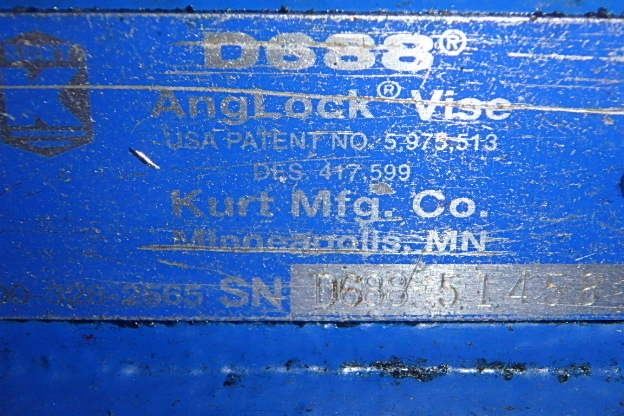 D688®
AngLock® Vise
USA PATENT NO. 5,975,513
DES. 417,599
Kurt Mfg. Co.
Minneapolis, MN
SN D688 51458